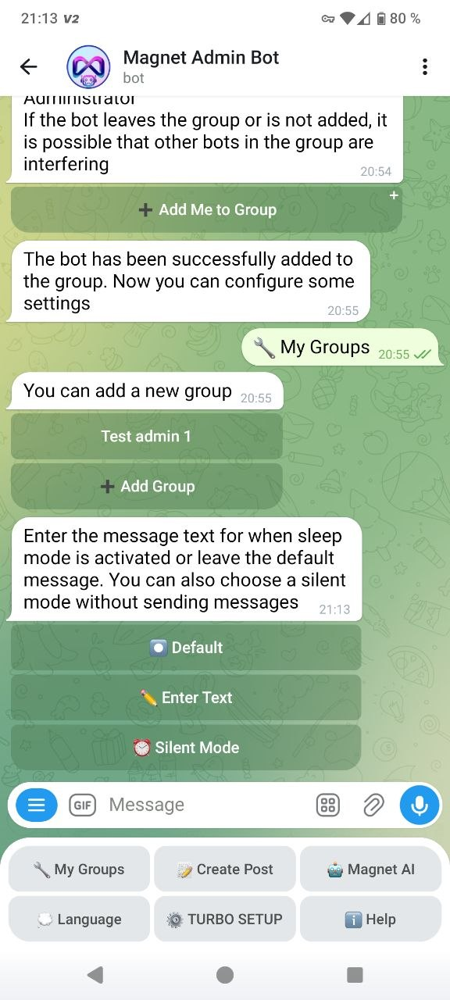 21:13 V2
80 %
Magnet Admin Bot
bot
Administrator
If the bot leaves the group or is not added, it
is possible that other bots in the group are
interfering
20:54
➕ Add Me to Group
The bot has been successfully added to
the group. Now you can configure some
settings
20:55
🔧 My Groups 20:55
You can add a new group 20:55
Test admin 1
➕ Add Group
Enter the message text for when sleep
mode is activated or leave the default
message. You can also choose a silent
mode without sending messages 21:13
⏺ Default
✏️ Enter Text
⏰ Silent Mode
GIF Message
🔧 My Groups
📝 Create Post
🤖 Magnet AI
💭 Language
⚙️ TURBO SETUP
ℹ️ Help